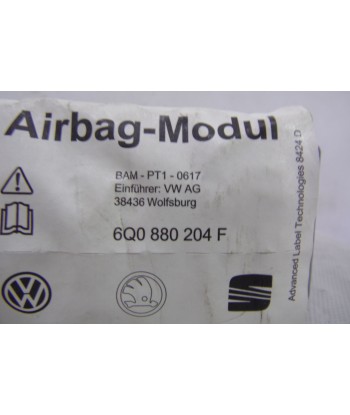 Airbag-Modul
BAM - PT1 - 0617
Einführer: VW AG
38436 Wolfsburg
6Q0 880 204 F
Advanced Label Technologies 8424 D